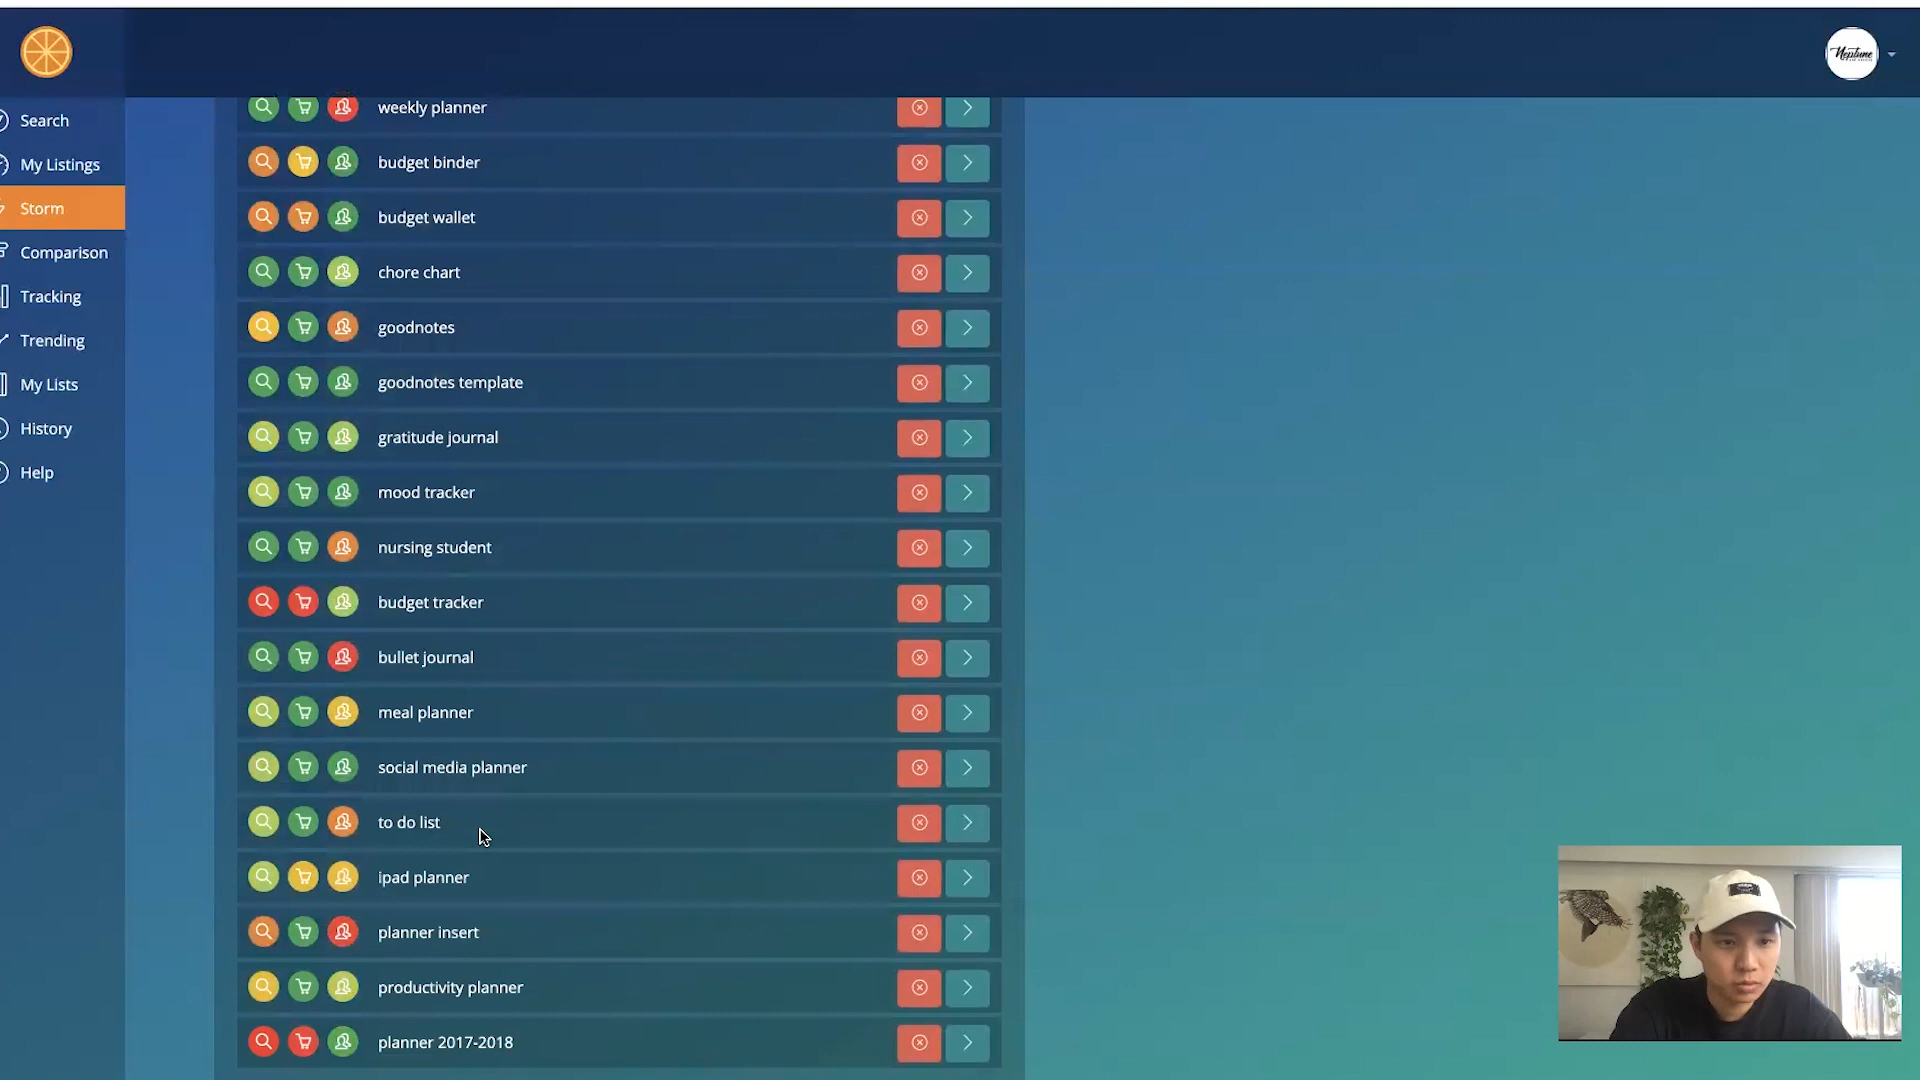 Neptune
Search
My Listings
Storm
Comparison
Tracking
Trending
My Lists
History
Help
weekly planner
budget binder
budget wallet
chore chart
goodnotes
goodnotes template
gratitude journal
mood tracker
nursing student
budget tracker
bullet journal
meal planner
social media planner
to do list
ipad planner
planner insert
productivity planner
planner 2017-2018